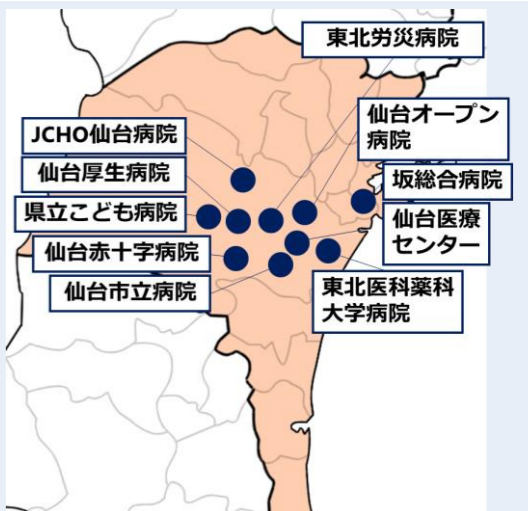 東北労災病院
仙台オープン
病院
JCHO仙台病院
仙台厚生病院
坂総合病院
県立こども病院
仙台医療
センター
仙台赤十字病院
仙台市立病院
東北医科薬科
大学病院